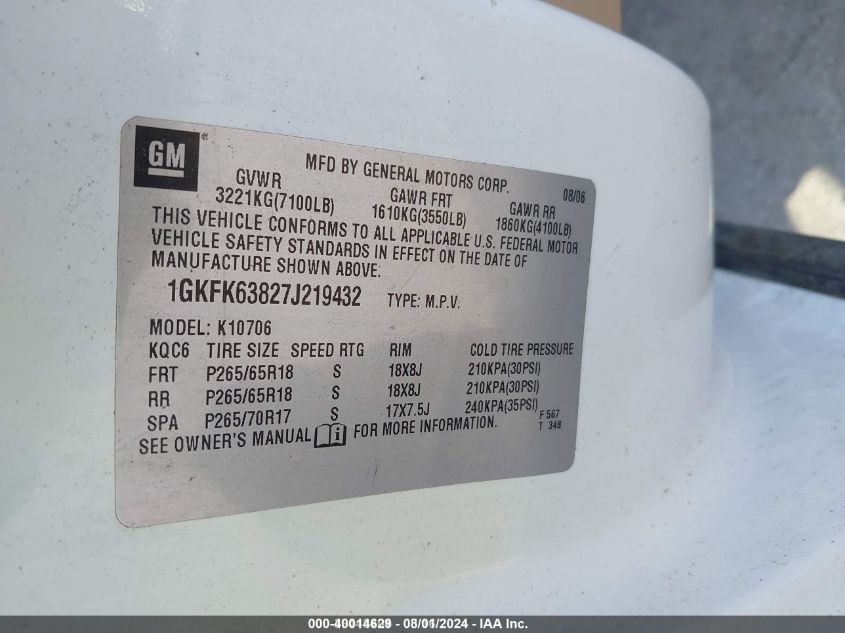 GM
MFD BY GENERAL MOTORS CORP. 08/06
GVWR GAWR FRT GAWR RR
3221KG(7100LB) 1610KG(3550LB) 1860KG(4100LB)
THIS VEHICLE CONFORMS TO ALL APPLICABLE U.S. FEDERAL MOTOR
VEHICLE SAFETY STANDARDS IN EFFECT ON THE DATE OF
MANUFACTURE SHOWN ABOVE.
1GKFK63827J219432 TYPE: M.P.V.
MODEL: K10706
KQC6 TIRE SIZE SPEED RTG RIM COLD TIRE PRESSURE
FRT P265/65R18 S 18X8J 210KPA(30PSI)
RR P265/65R18 S 18X8J 210KPA(30PSI)
SPA P265/70R17 S 17X7.5J 240KPA(35PSI) F 567
T 348
SEE OWNER'S MANUAL i FOR MORE INFORMATION.
000-40014629 - 08/01/2024 - IAA Inc.